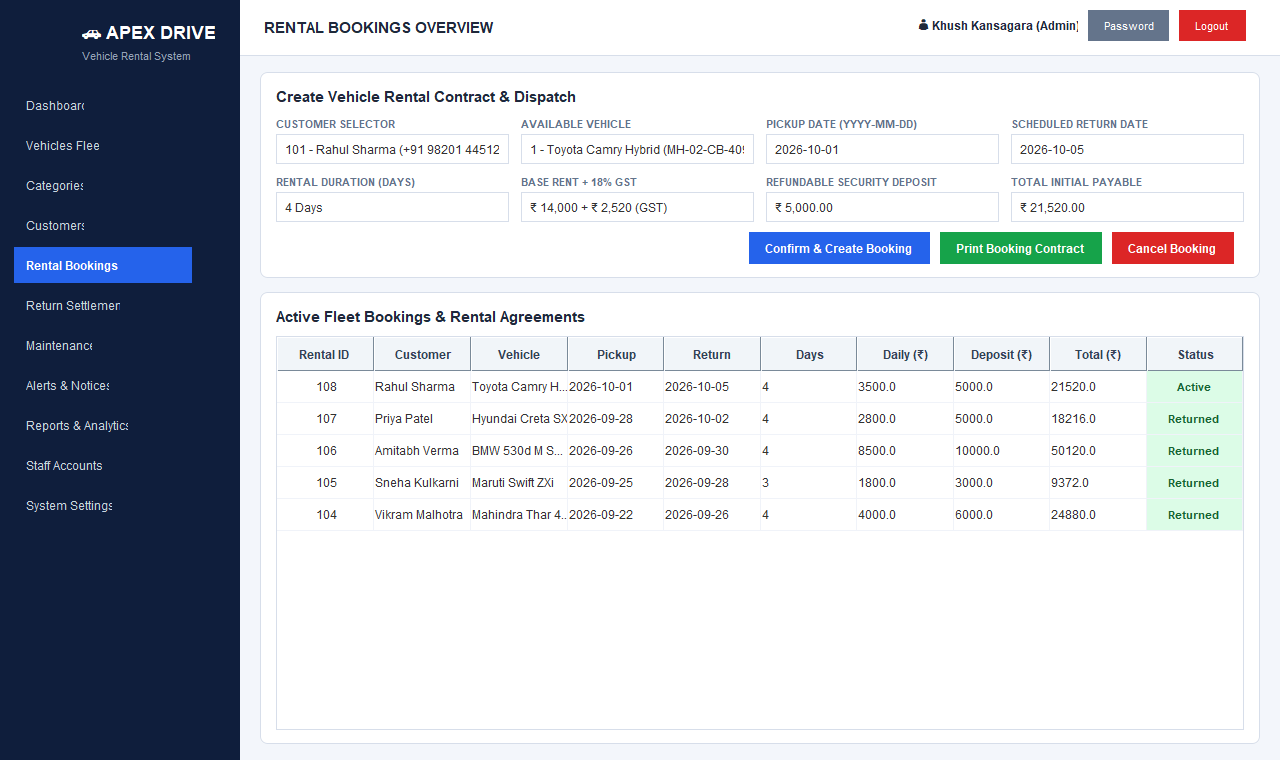 APEX DRIVE
Vehicle Rental System
Dashboard
Vehicles Flee
Categories
Customers
Rental Bookings
Return Settlemen
Maintenance
Alerts & Notices
Reports & Analytics
Staff Accounts
System Settings
RENTAL BOOKINGS OVERVIEW
Khush Kansagara (Admin)
Password
Logout
Create Vehicle Rental Contract & Dispatch
CUSTOMER SELECTOR AVAILABLE VEHICLE PICKUP DATE (YYYY-MM-DD) SCHEDULED RETURN DATE
101 - Rahul Sharma (+91 98201 44512 1 - Toyota Camry Hybrid (MH-02-CB-409 2026-10-01 2026-10-05
RENTAL DURATION (DAYS) BASE RENT + 18% GST REFUNDABLE SECURITY DEPOSIT TOTAL INITIAL PAYABLE
4 Days ₹ 14,000 + ₹ 2,520 (GST) ₹ 5,000.00 ₹ 21,520.00
Confirm & Create Booking Print Booking Contract Cancel Booking
Active Fleet Bookings & Rental Agreements
Rental ID Customer Vehicle Pickup Return Days Daily (₹) Deposit (₹) Total (₹) Status
108 Rahul Sharma Toyota Camry H... 2026-10-01 2026-10-05 4 3500.0 5000.0 21520.0 Active
107 Priya Patel Hyundai Creta SX 2026-09-28 2026-10-02 4 2800.0 5000.0 18216.0 Returned
106 Amitabh Verma BMW 530d M S... 2026-09-26 2026-09-30 4 8500.0 10000.0 50120.0 Returned
105 Sneha Kulkarni Maruti Swift ZXi 2026-09-25 2026-09-28 3 1800.0 3000.0 9372.0 Returned
104 Vikram Malhotra Mahindra Thar 4... 2026-09-22 2026-09-26 4 4000.0 6000.0 24880.0 Returned